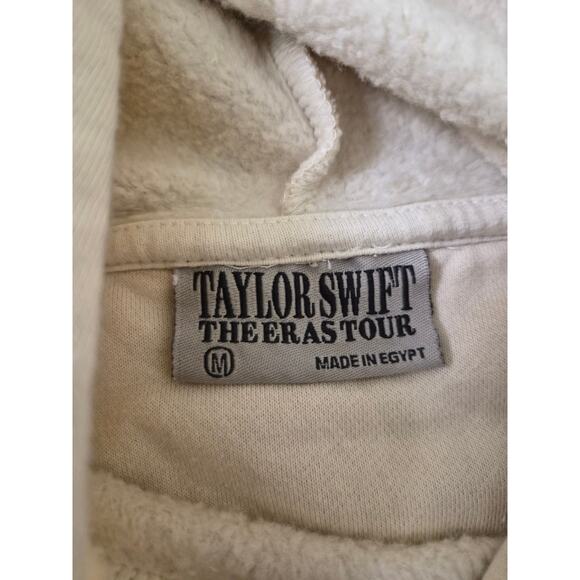 TAYLOR SWIFT
THE ERAS TOUR
M MADE IN EGYPT